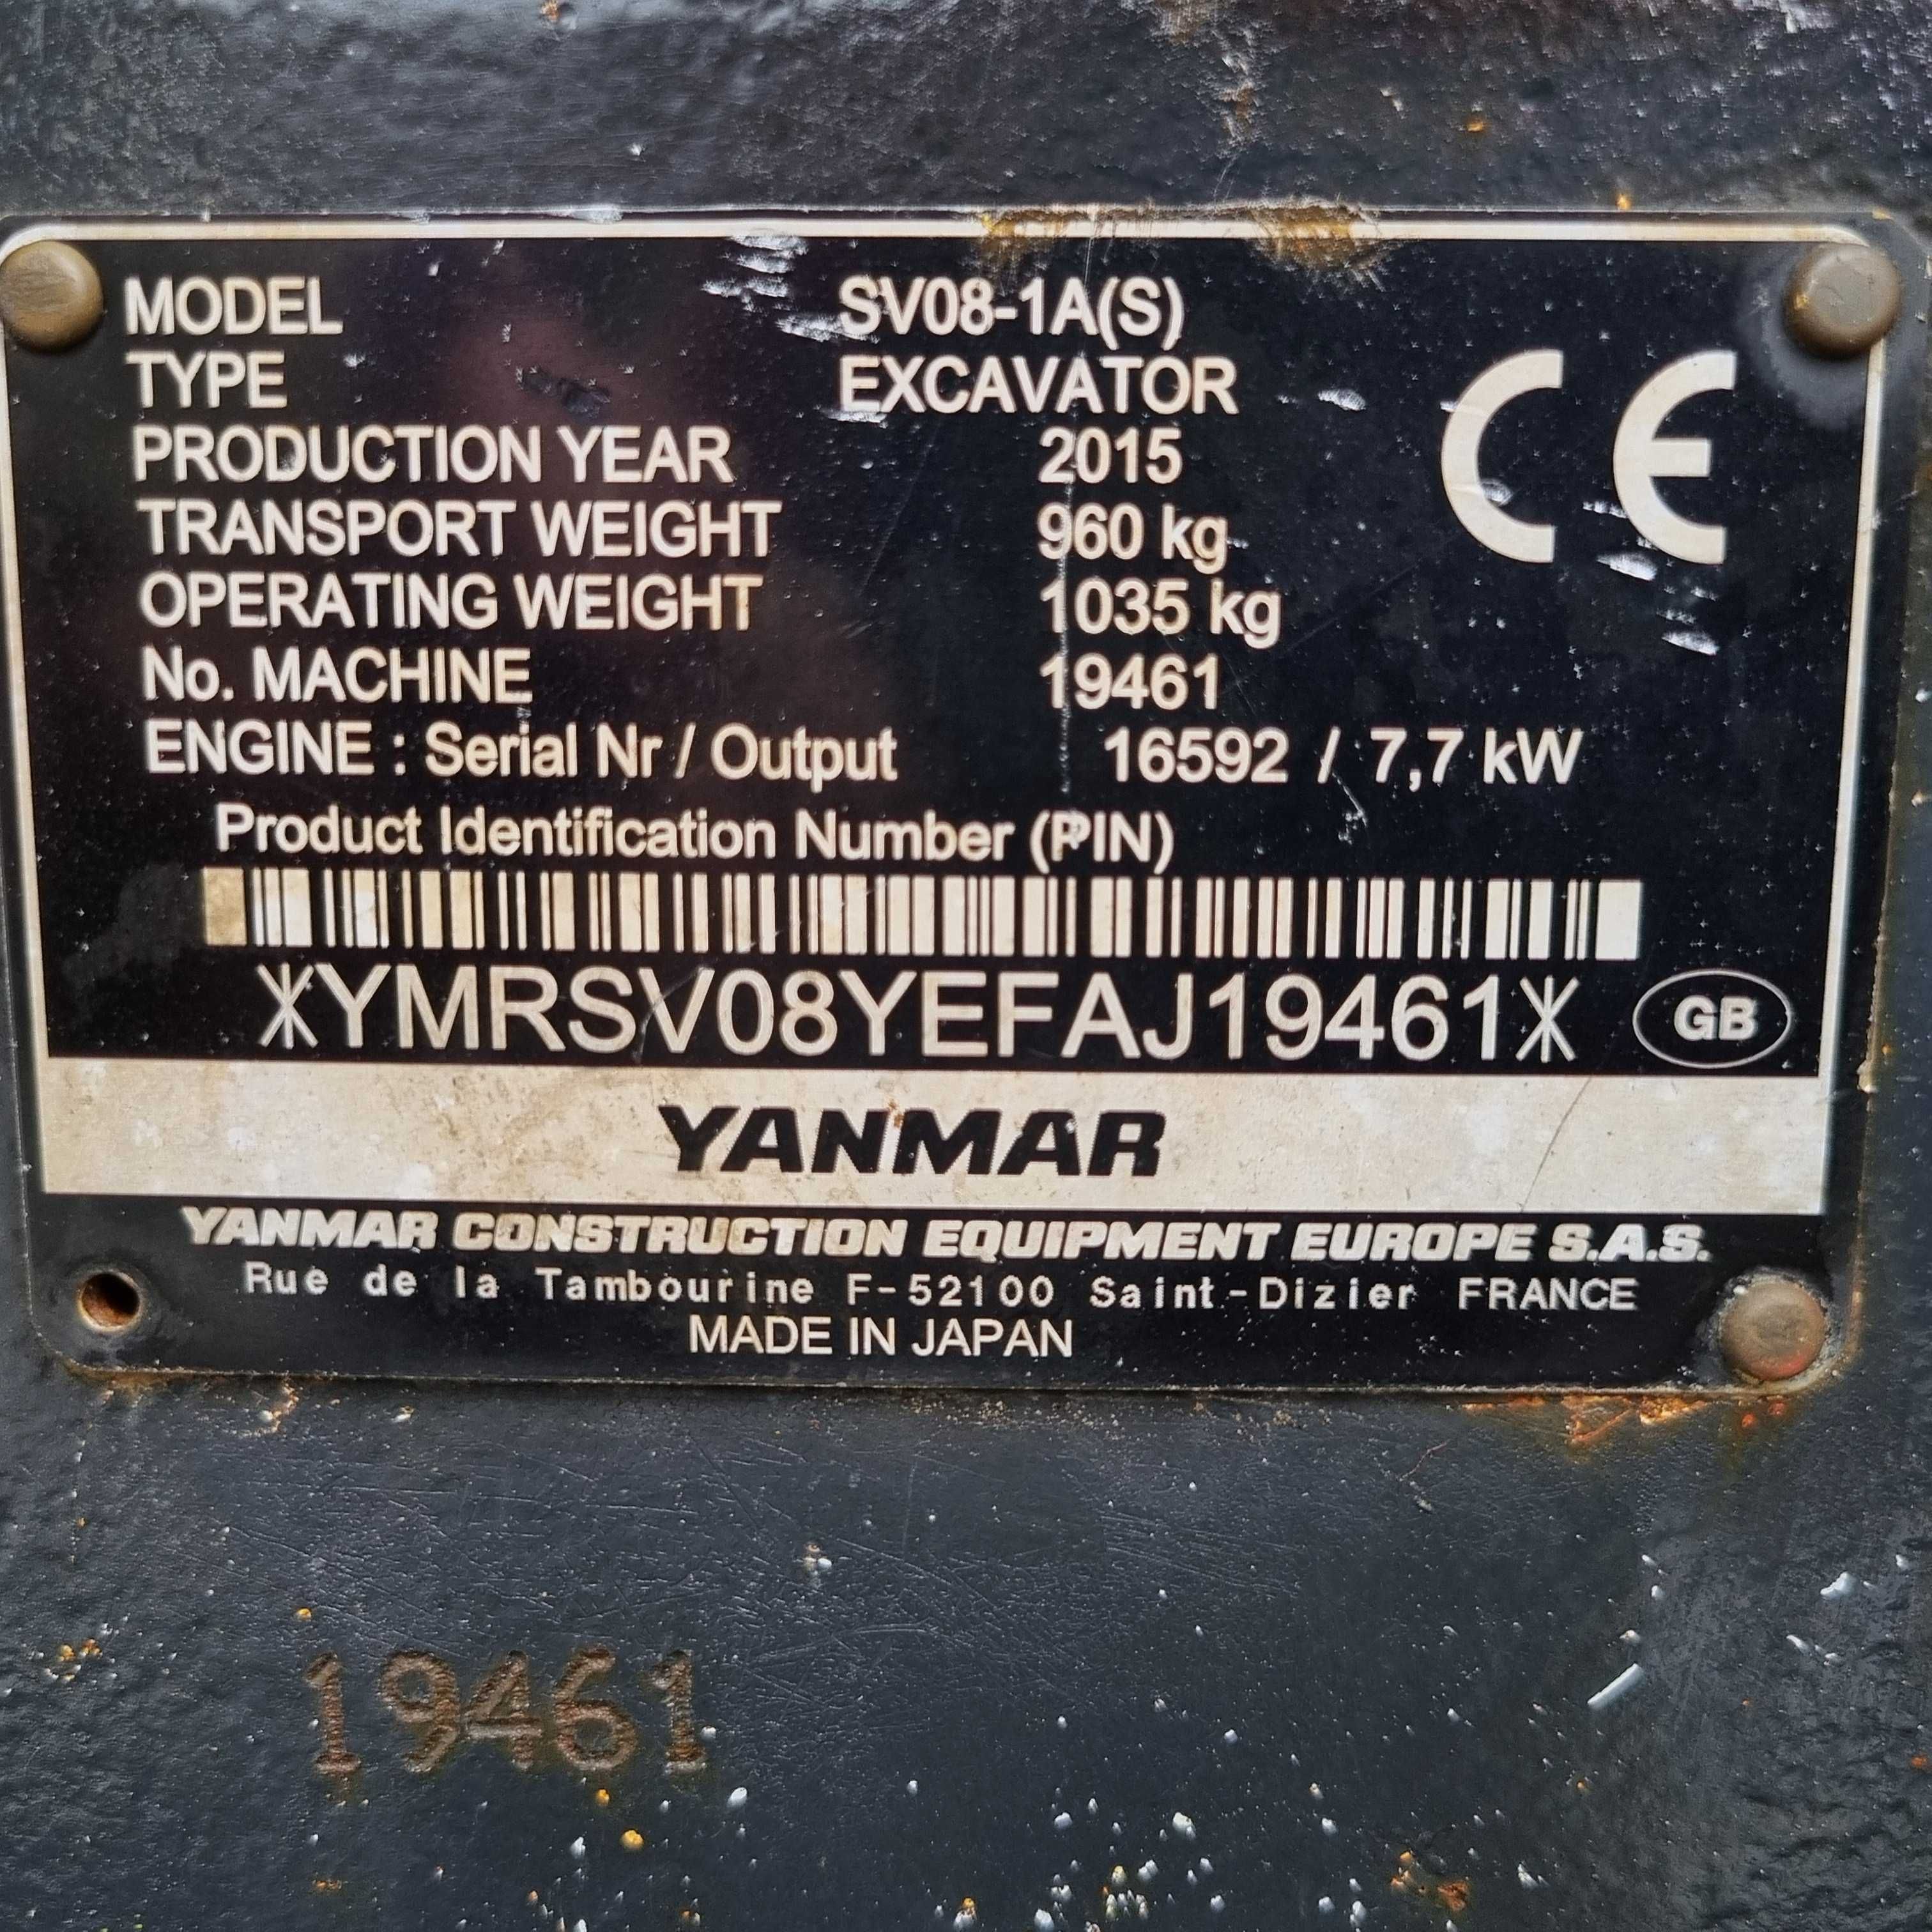 MODEL SV08-1A(S)
TYPE EXCAVATOR
PRODUCTION YEAR 2015
TRANSPORT WEIGHT 960 kg
OPERATING WEIGHT 1035 kg
No. MACHINE 19461
ENGINE : Serial Nr / Output 16592 / 7,7 kW
CE
Product Identification Number (PIN)
*YMRSV08YEFAJ19461*
GB
YANMAR
YANMAR CONSTRUCTION EQUIPMENT EUROPE S.A.S.
Rue de la Tambourine F-52100 Saint-Dizier FRANCE
MADE IN JAPAN
19461